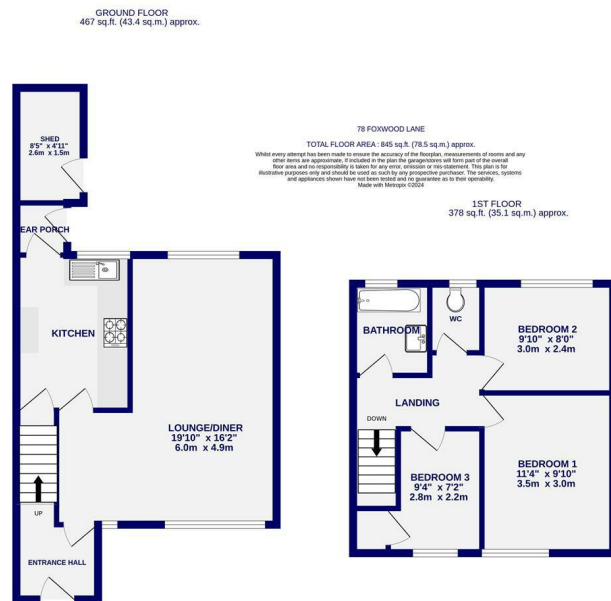 GROUND FLOOR
467 sq.ft. (43.4 sq.m.) approx.
SHED
8'5" x 4'11"
2.6m x 1.5m
EAR PORCH
KITCHEN
LOUNGE/DINER
19'10" x 16'2"
6.0m x 4.9m
UP
ENTRANCE HALL
78 FOXWOOD LANE
TOTAL FLOOR AREA : 845 sq.ft. (78.5 sq.m.) approx.
Whilst every attempt has been made to ensure the accuracy of the floorplan, measurements of rooms and any
other items are approximate, if included in the plan the garage/stores will form part of the overall
floor area and no responsibility is taken for any error, omission or mis-statement. This plan is for
illustrative purposes only and should be used as such by any prospective purchaser. The services, systems
and appliances shown have not been tested and no guarantee as to their operability.
Made with Metropix ©2024
1ST FLOOR
378 sq.ft. (35.1 sq.m.) approx.
BATHROOM
WC
BEDROOM 2
9'10" x 8'0"
3.0m x 2.4m
LANDING
DOWN
BEDROOM 3
9'4" x 7'2"
2.8m x 2.2m
BEDROOM 1
11'4" x 9'10"
3.5m x 3.0m